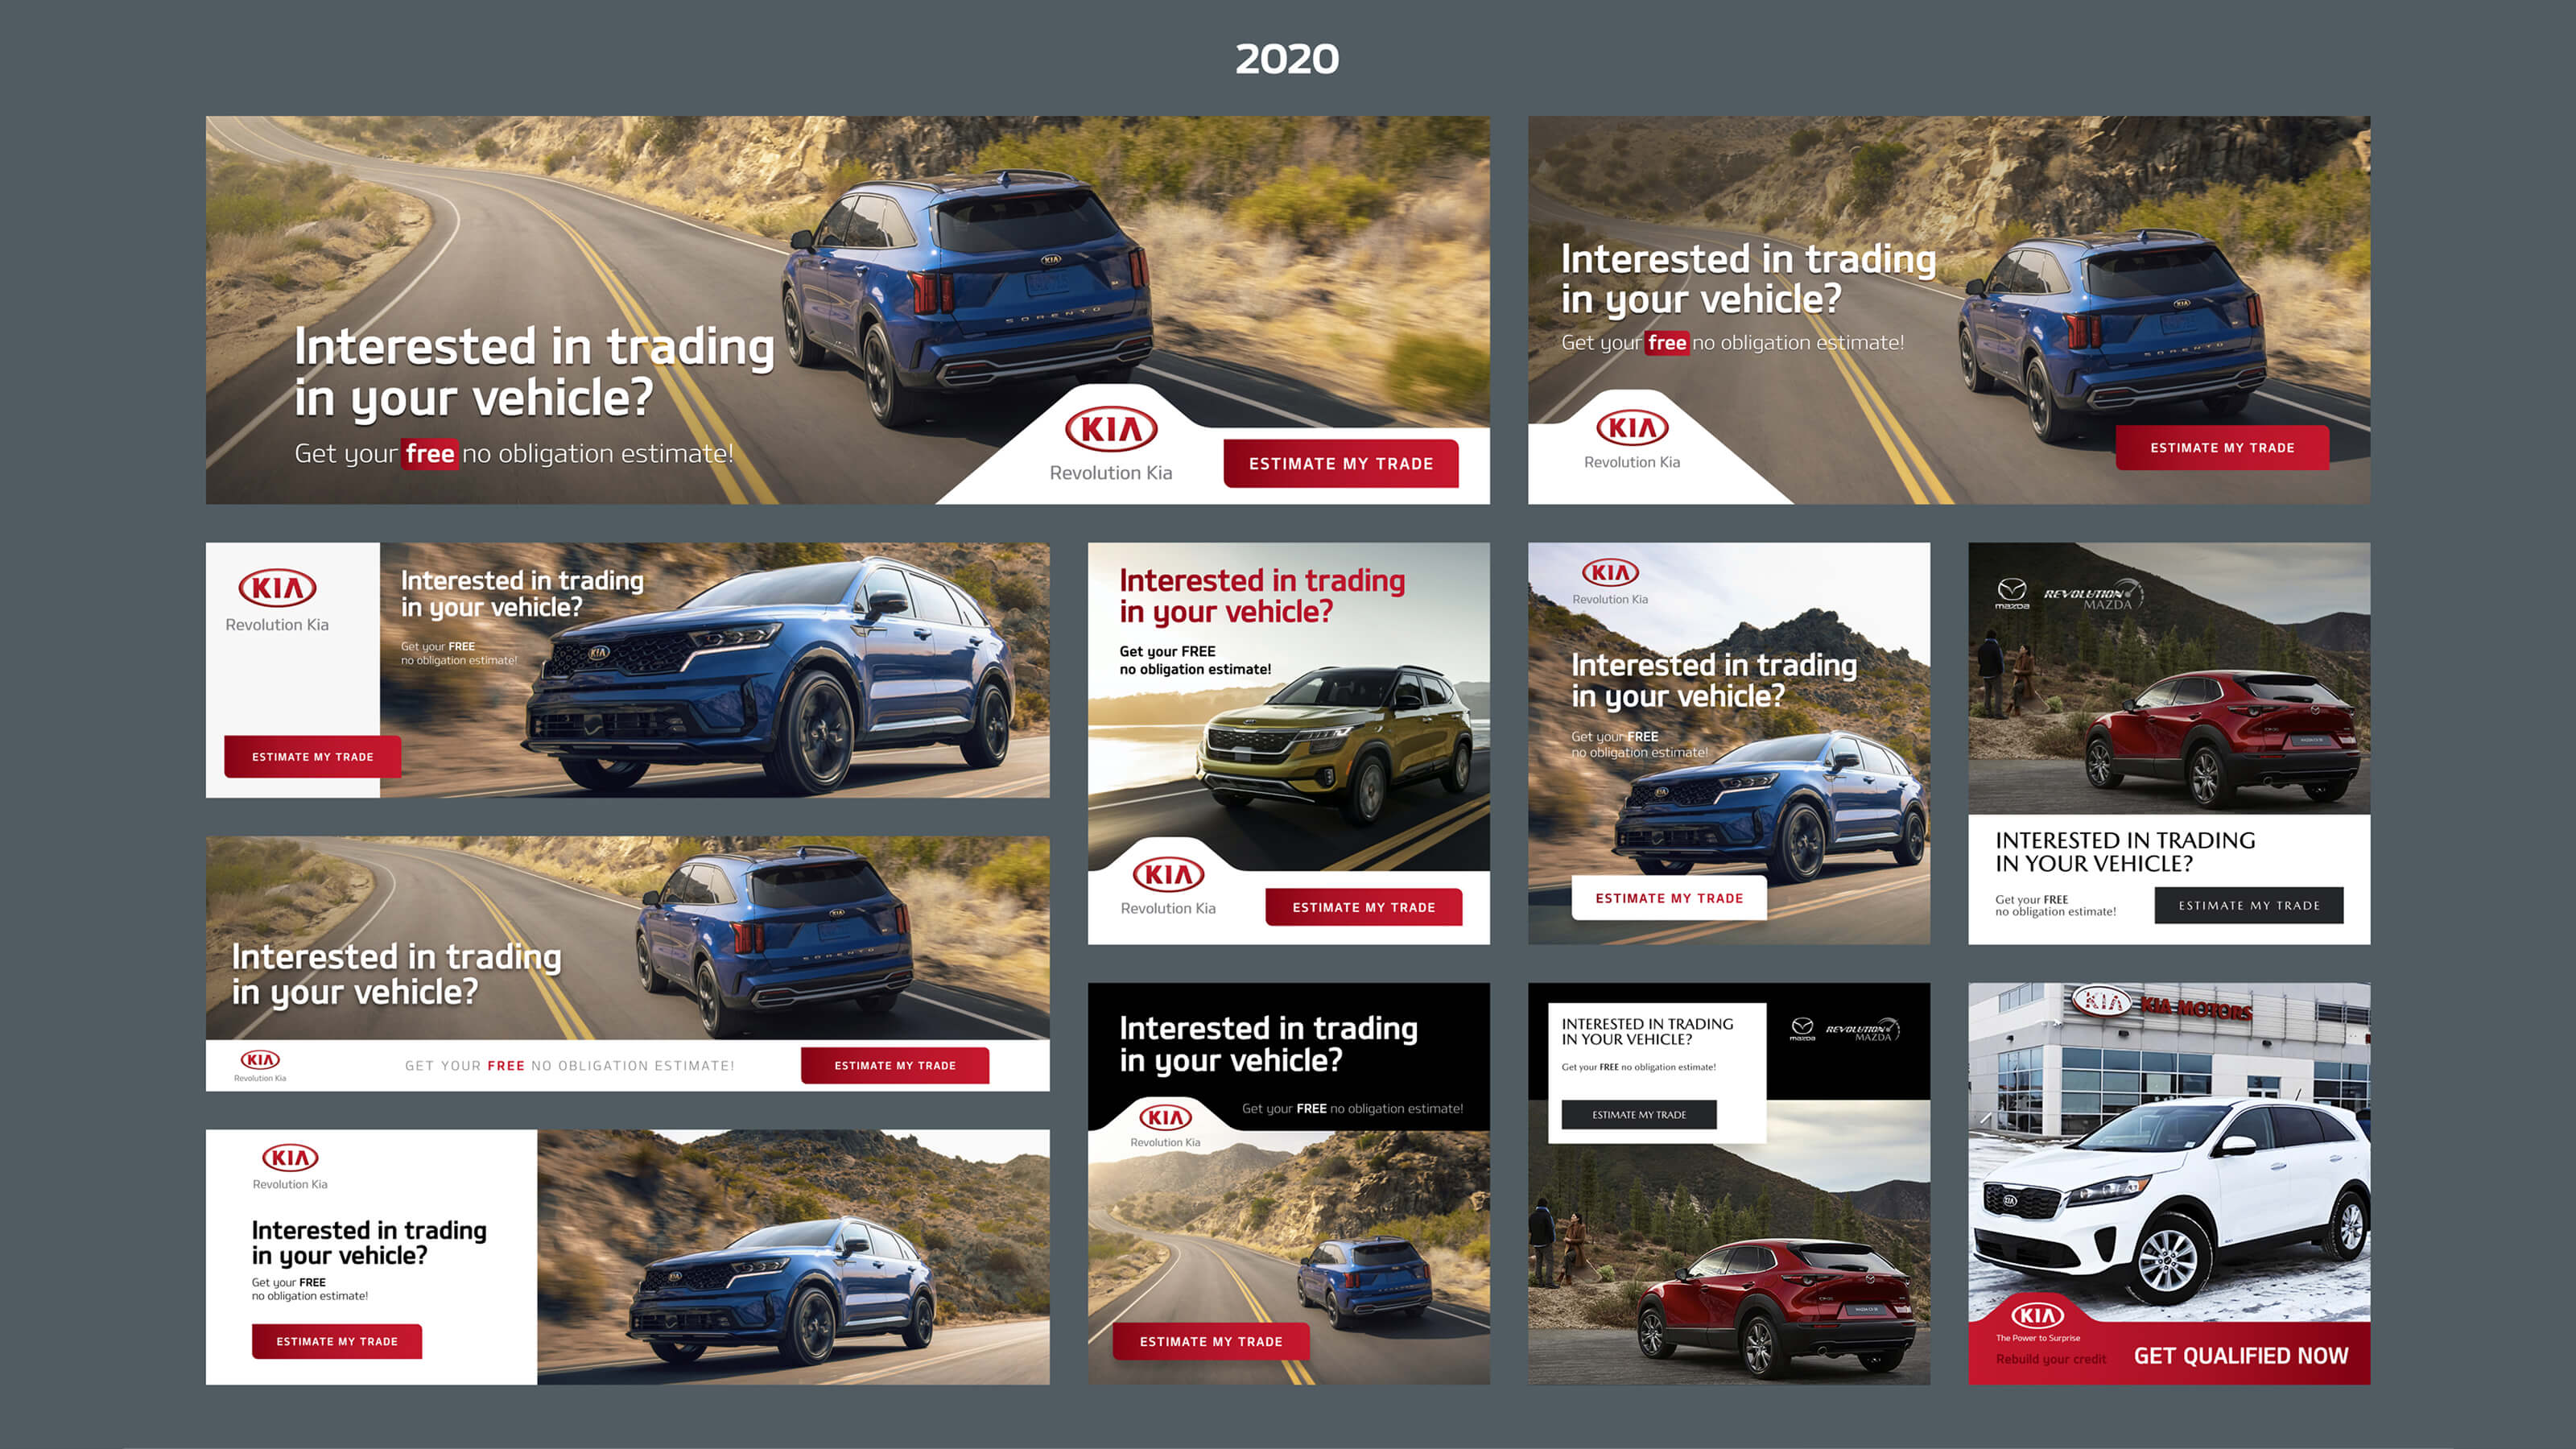 2020
Interested in trading
in your vehicle?
Get your free no obligation estimate!
KIA
Revolution Kia
ESTIMATE MY TRADE
KIA
SORENTO
Interested in trading
in your vehicle?
Get your free no obligation estimate!
KIA
Revolution Kia
ESTIMATE MY TRADE
KIA
SORENTO
KIA
Revolution Kia
ESTIMATE MY TRADE
Interested in trading
in your vehicle?
Get your FREE
no obligation estimate!
KIA
Interested in trading
in your vehicle?
Get your FREE
no obligation estimate!
KIA
Revolution Kia
ESTIMATE MY TRADE
KIA
Revolution Kia
Interested in trading
in your vehicle?
Get your FREE
no obligation estimate!
KIA
ESTIMATE MY TRADE
mazda
REVOLUTION
MAZDA
INTERESTED IN TRADING
IN YOUR VEHICLE?
Get your FREE
no obligation estimate!
ESTIMATE MY TRADE
Interested in trading
in your vehicle?
KIA
SORENTO
KIA
Revolution Kia
GET YOUR FREE NO OBLIGATION ESTIMATE!
ESTIMATE MY TRADE
KIA
Revolution Kia
Interested in trading
in your vehicle?
Get your FREE
no obligation estimate!
ESTIMATE MY TRADE
KIA
Interested in trading
in your vehicle?
KIA
Revolution Kia
Get your FREE no obligation estimate!
ESTIMATE MY TRADE
INTERESTED IN TRADING
IN YOUR VEHICLE?
Get your FREE no obligation estimate!
ESTIMATE MY TRADE
mazda
REVOLUTION
MAZDA
KIA KIA MOTORS
KIA
KIA
The Power to Surprise
Rebuild your credit
GET QUALIFIED NOW